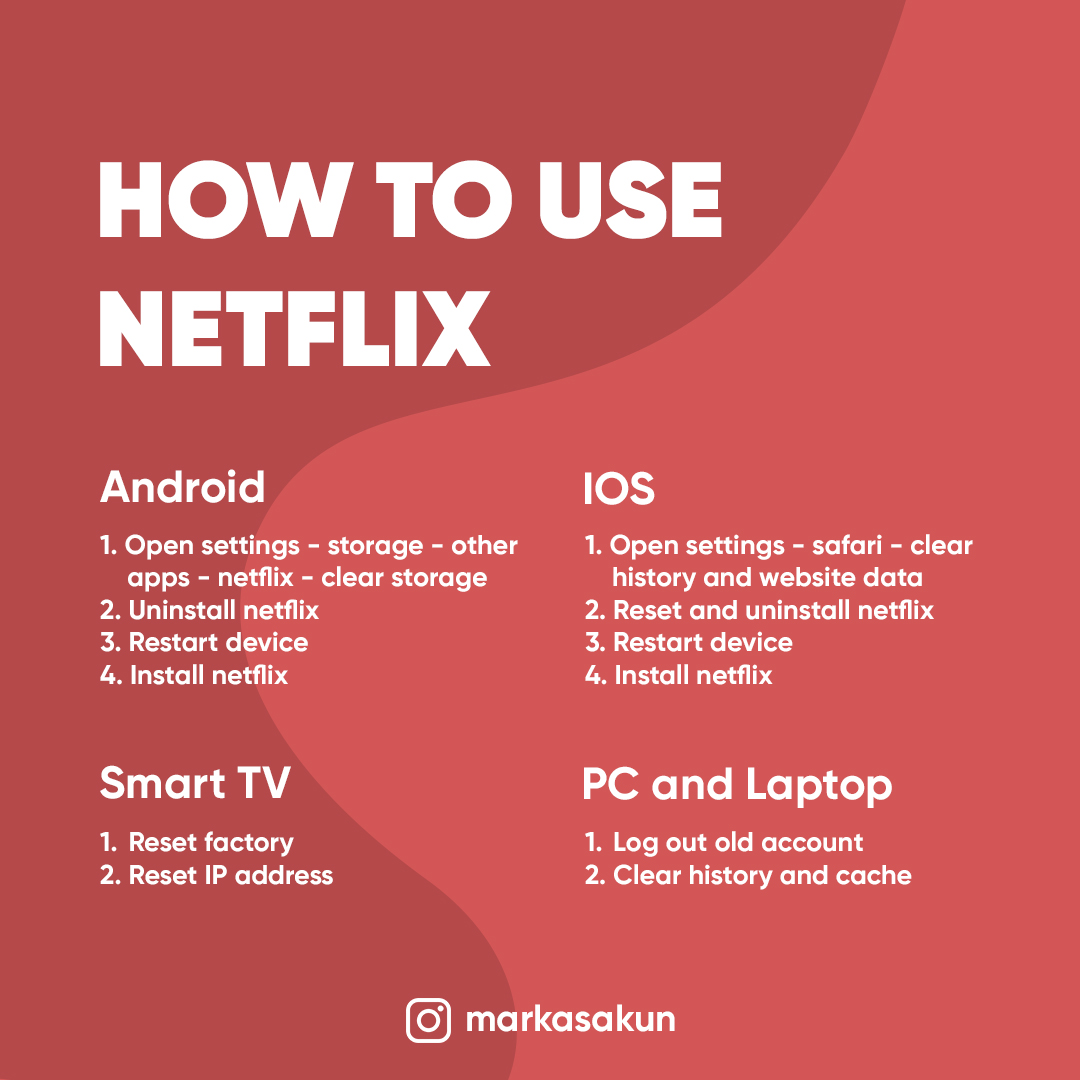 HOW TO USE
NETFLIX
Android
1. Open settings - storage - other
apps - netflix - clear storage
2. Uninstall netflix
3. Restart device
4. Install netflix
IOS
1. Open settings - safari - clear
history and website data
2. Reset and uninstall netflix
3. Restart device
4. Install netflix
Smart TV
1. Reset factory
2. Reset IP address
PC and Laptop
1. Log out old account
2. Clear history and cache
markasakun